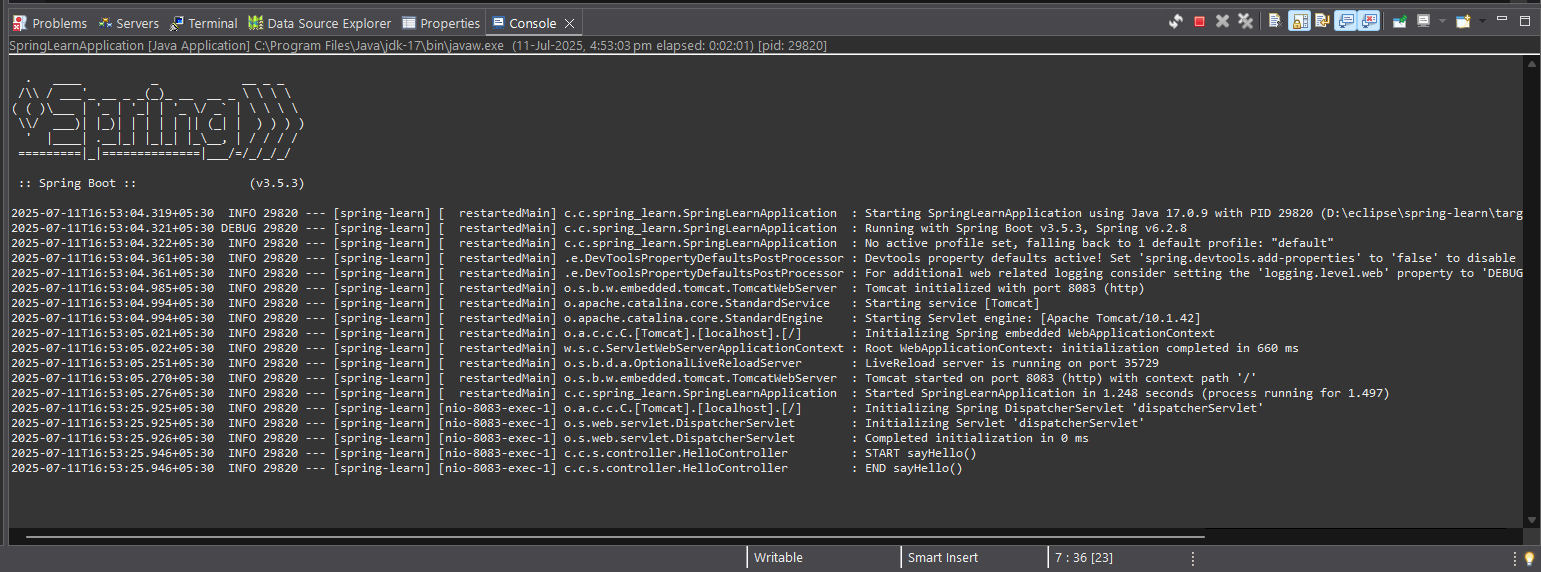 Problems Servers Terminal Data Source Explorer Properties Console
SpringLearnApplication [Java Application] C:\Program Files\Java\jdk-17\bin\javaw.exe (11-Jul-2025, 4:53:03 pm elapsed: 0:02:01) [pid: 29820]
  .   ____          _            __ _ _
 /\\ / ___'_ __ _ _(_)_ __  __ _ \ \ \ \
( ( )\___ | '_ | '_| | '_ \/ _` | \ \ \ \
 \\/  ___)| |_)| | | | | || (_| |  ) ) ) )
  '  |____| .__|_| |_|_| |_\__, | / / / /
 =========|_|==============|___/=/_/_/_/
 :: Spring Boot ::                (v3.5.3)
2025-07-11T16:53:04.319+05:30  INFO 29820 --- [spring-learn] [  restartedMain] c.c.spring_learn.SpringLearnApplication  : Starting SpringLearnApplication using Java 17.0.9 with PID 29820 (D:\eclipse\spring-learn\targ
2025-07-11T16:53:04.321+05:30 DEBUG 29820 --- [spring-learn] [  restartedMain] c.c.spring_learn.SpringLearnApplication  : Running with Spring Boot v3.5.3, Spring v6.2.8
2025-07-11T16:53:04.322+05:30  INFO 29820 --- [spring-learn] [  restartedMain] c.c.spring_learn.SpringLearnApplication  : No active profile set, falling back to 1 default profile: "default"
2025-07-11T16:53:04.361+05:30  INFO 29820 --- [spring-learn] [  restartedMain] .e.DevToolsPropertyDefaultsPostProcessor : Devtools property defaults active! Set 'spring.devtools.add-properties' to 'false' to disable
2025-07-11T16:53:04.361+05:30  INFO 29820 --- [spring-learn] [  restartedMain] .e.DevToolsPropertyDefaultsPostProcessor : For additional web related logging consider setting the 'logging.level.web' property to 'DEBUG
2025-07-11T16:53:04.985+05:30  INFO 29820 --- [spring-learn] [  restartedMain] o.s.b.w.embedded.tomcat.TomcatWebServer  : Tomcat initialized with port 8083 (http)
2025-07-11T16:53:04.994+05:30  INFO 29820 --- [spring-learn] [  restartedMain] o.apache.catalina.core.StandardService   : Starting service [Tomcat]
2025-07-11T16:53:04.994+05:30  INFO 29820 --- [spring-learn] [  restartedMain] o.apache.catalina.core.StandardEngine    : Starting Servlet engine: [Apache Tomcat/10.1.42]
2025-07-11T16:53:05.021+05:30  INFO 29820 --- [spring-learn] [  restartedMain] o.a.c.c.C.[Tomcat].[localhost].[/]       : Initializing Spring embedded WebApplicationContext
2025-07-11T16:53:05.022+05:30  INFO 29820 --- [spring-learn] [  restartedMain] w.s.c.ServletWebServerApplicationContext : Root WebApplicationContext: initialization completed in 660 ms
2025-07-11T16:53:05.251+05:30  INFO 29820 --- [spring-learn] [  restartedMain] o.s.b.d.a.OptionalLiveReloadServer       : LiveReload server is running on port 35729
2025-07-11T16:53:05.270+05:30  INFO 29820 --- [spring-learn] [  restartedMain] o.s.b.w.embedded.tomcat.TomcatWebServer  : Tomcat started on port 8083 (http) with context path '/'
2025-07-11T16:53:05.276+05:30  INFO 29820 --- [spring-learn] [  restartedMain] c.c.spring_learn.SpringLearnApplication  : Started SpringLearnApplication in 1.248 seconds (process running for 1.497)
2025-07-11T16:53:25.925+05:30  INFO 29820 --- [spring-learn] [nio-8083-exec-1] o.a.c.c.C.[Tomcat].[localhost].[/]       : Initializing Spring DispatcherServlet 'dispatcherServlet'
2025-07-11T16:53:25.925+05:30  INFO 29820 --- [spring-learn] [nio-8083-exec-1] o.s.web.servlet.DispatcherServlet        : Initializing Servlet 'dispatcherServlet'
2025-07-11T16:53:25.926+05:30  INFO 29820 --- [spring-learn] [nio-8083-exec-1] o.s.web.servlet.DispatcherServlet        : Completed initialization in 0 ms
2025-07-11T16:53:25.946+05:30  INFO 29820 --- [spring-learn] [nio-8083-exec-1] c.c.s.controller.HelloController         : START sayHello()
2025-07-11T16:53:25.946+05:30  INFO 29820 --- [spring-learn] [nio-8083-exec-1] c.c.s.controller.HelloController         : END sayHello()
Writable Smart Insert 7 : 36 [23]